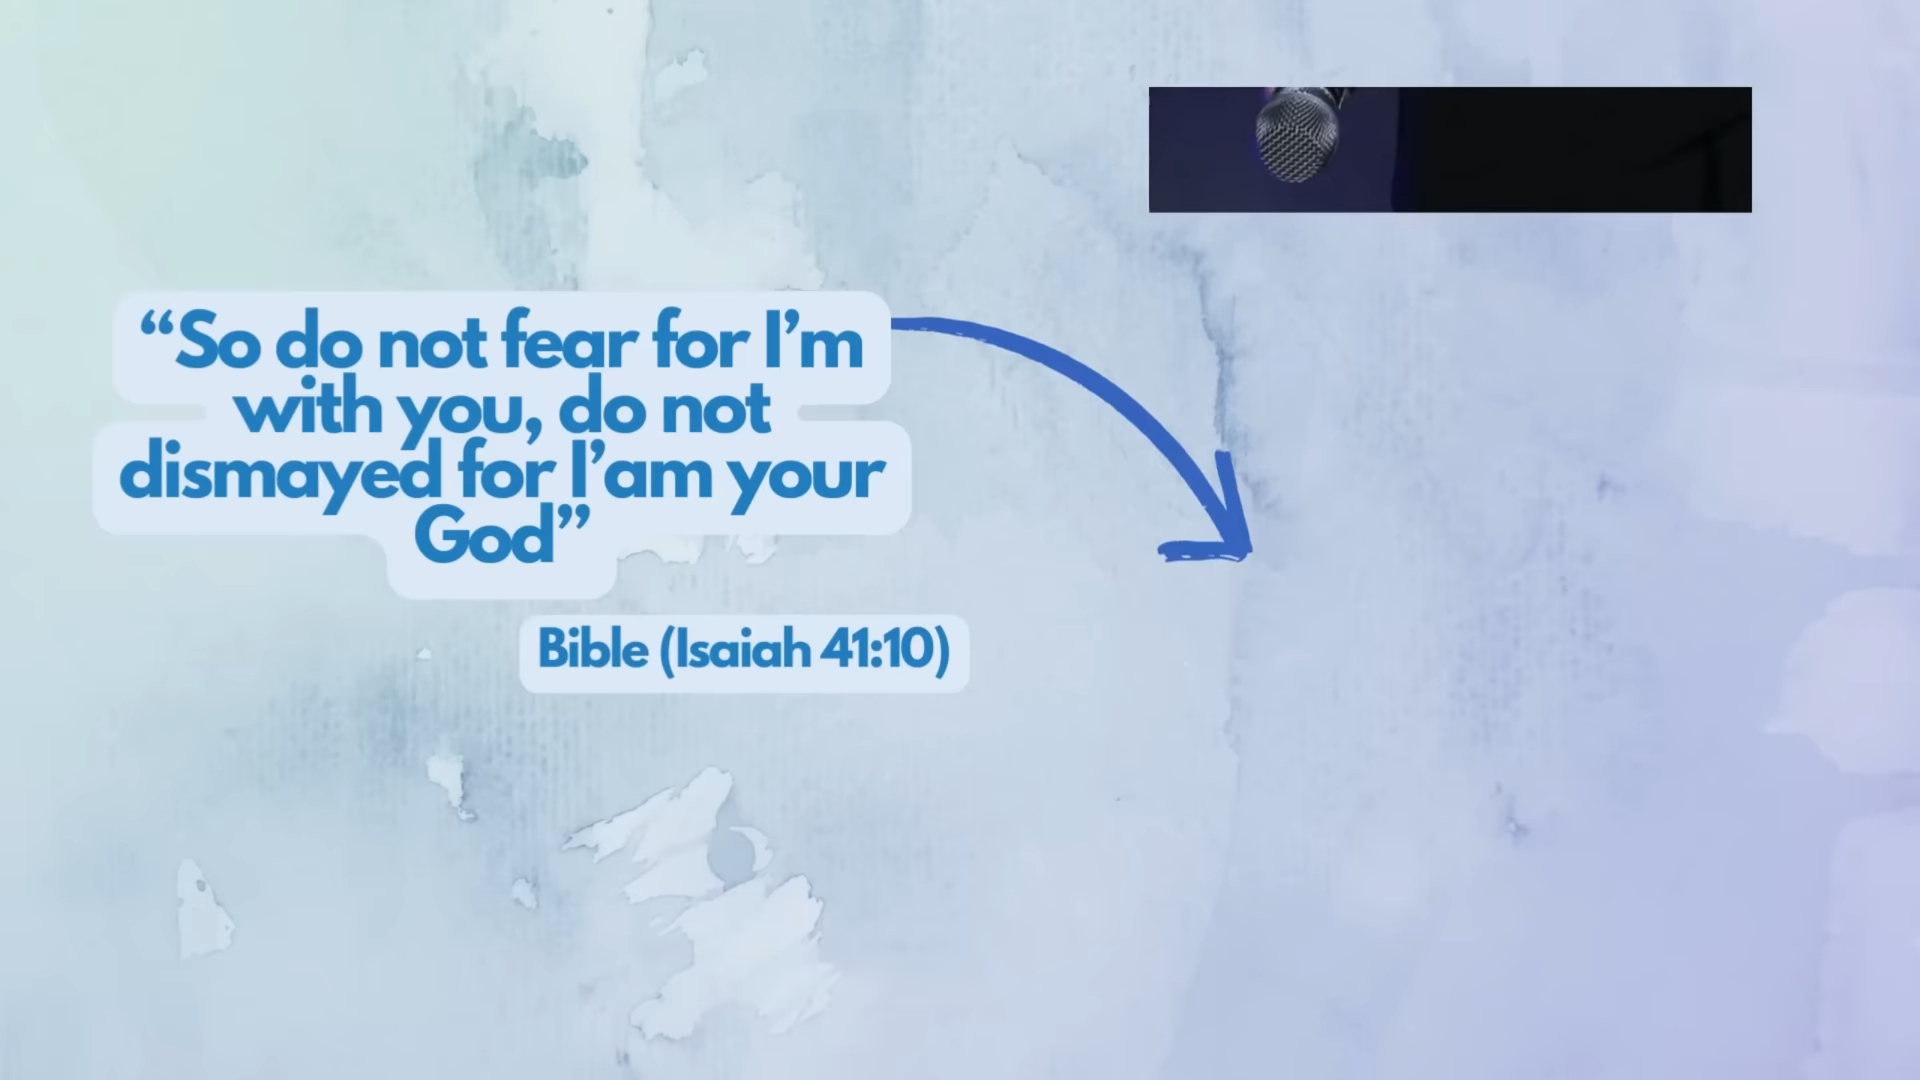 “So do not fear for I’m
with you, do not
dismayed for I’am your
God”
Bible (Isaiah 41:10)